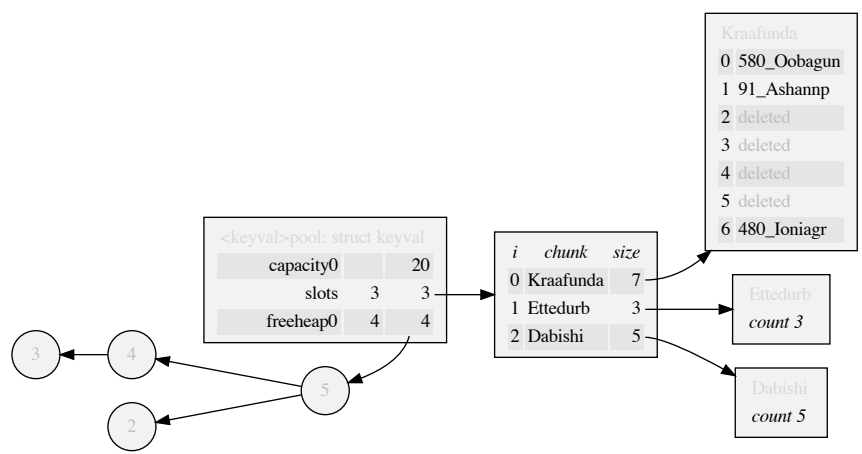 <keyval>pool: struct keyval
capacity0 20
slots 3 3
freeheap0 4 4
3
4
5
2
i chunk size
0 Kraafunda 7
1 Ettedurb 3
2 Dabishi 5
Kraafunda
0 580_Oobagun
1 91_Ashannp
2 deleted
3 deleted
4 deleted
5 deleted
6 480_Ioniagr
Ettedurb
count 3
Dabishi
count 5